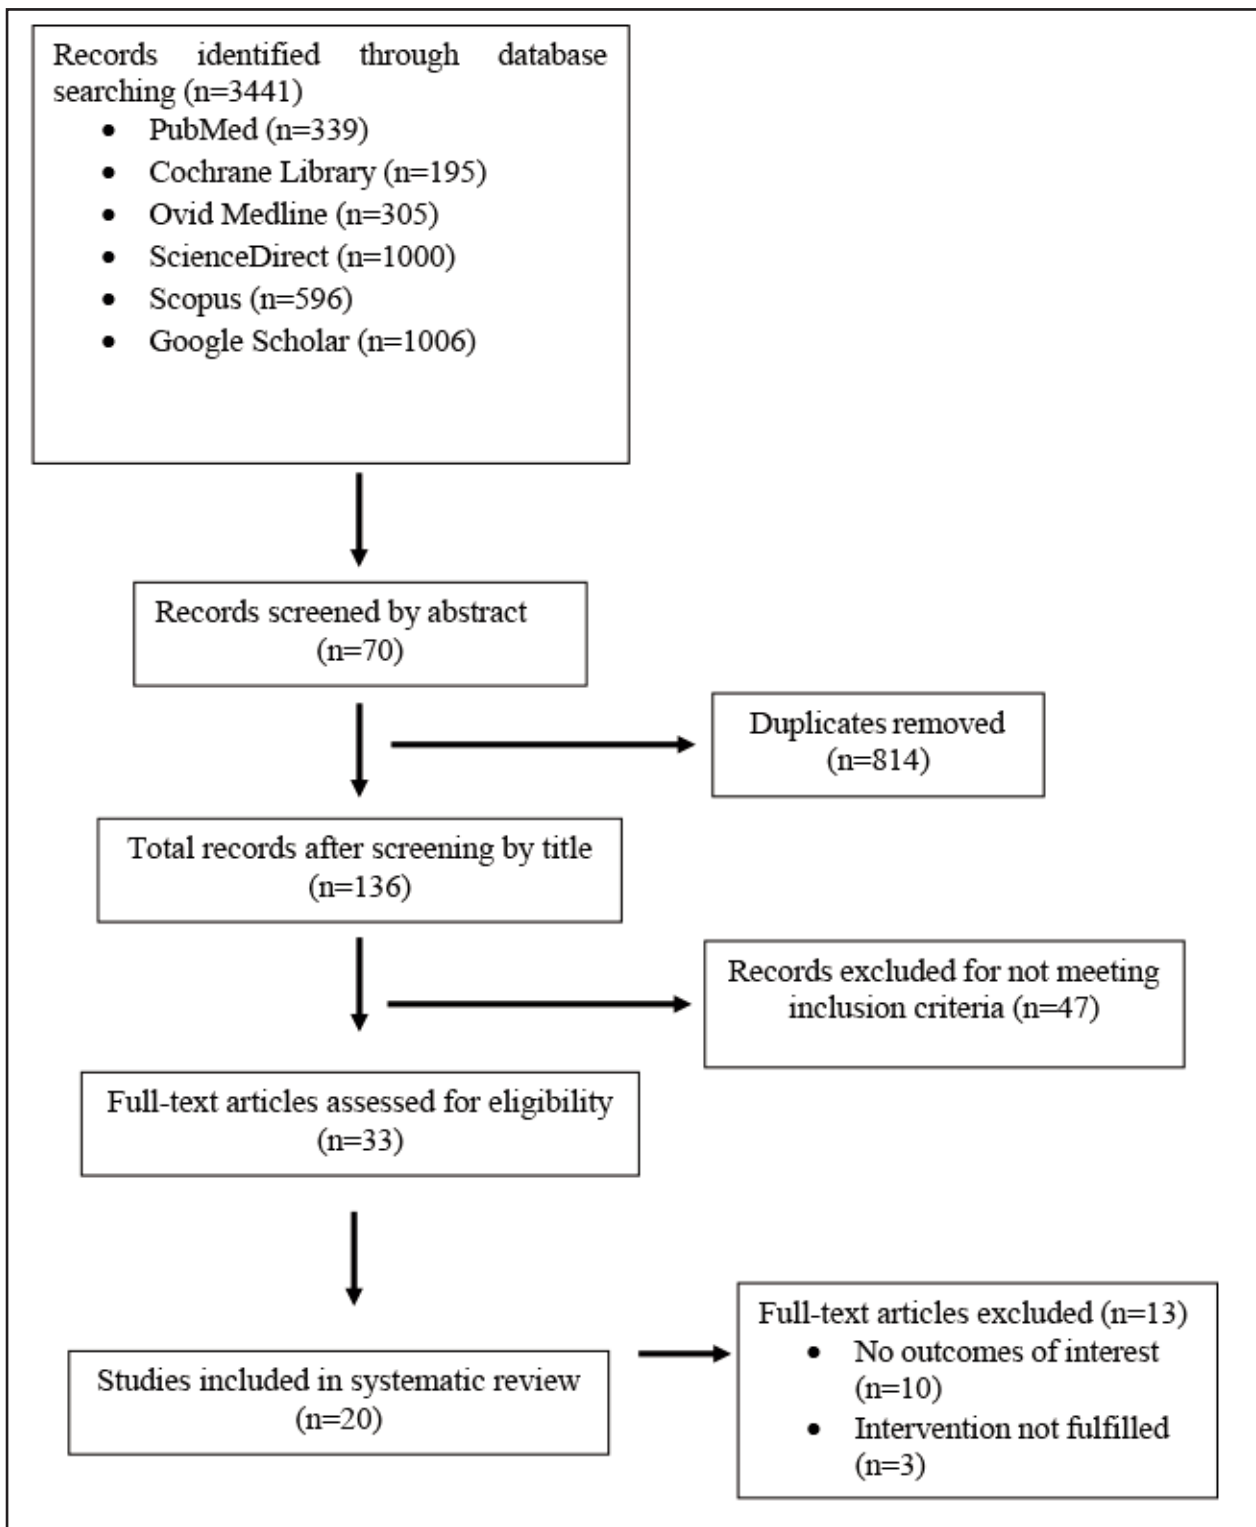 Records identified through database
searching (n=3441)
• PubMed (n=339)
• Cochrane Library (n=195)
• Ovid Medline (n=305)
• ScienceDirect (n=1000)
• Scopus (n=596)
• Google Scholar (n=1006)
Records screened by abstract
(n=70)
Duplicates removed
(n=814)
Total records after screening by title
(n=136)
Records excluded for not meeting
inclusion criteria (n=47)
Full-text articles assessed for eligibility
(n=33)
Full-text articles excluded (n=13)
• No outcomes of interest
(n=10)
• Intervention not fulfilled
(n=3)
Studies included in systematic review
(n=20)